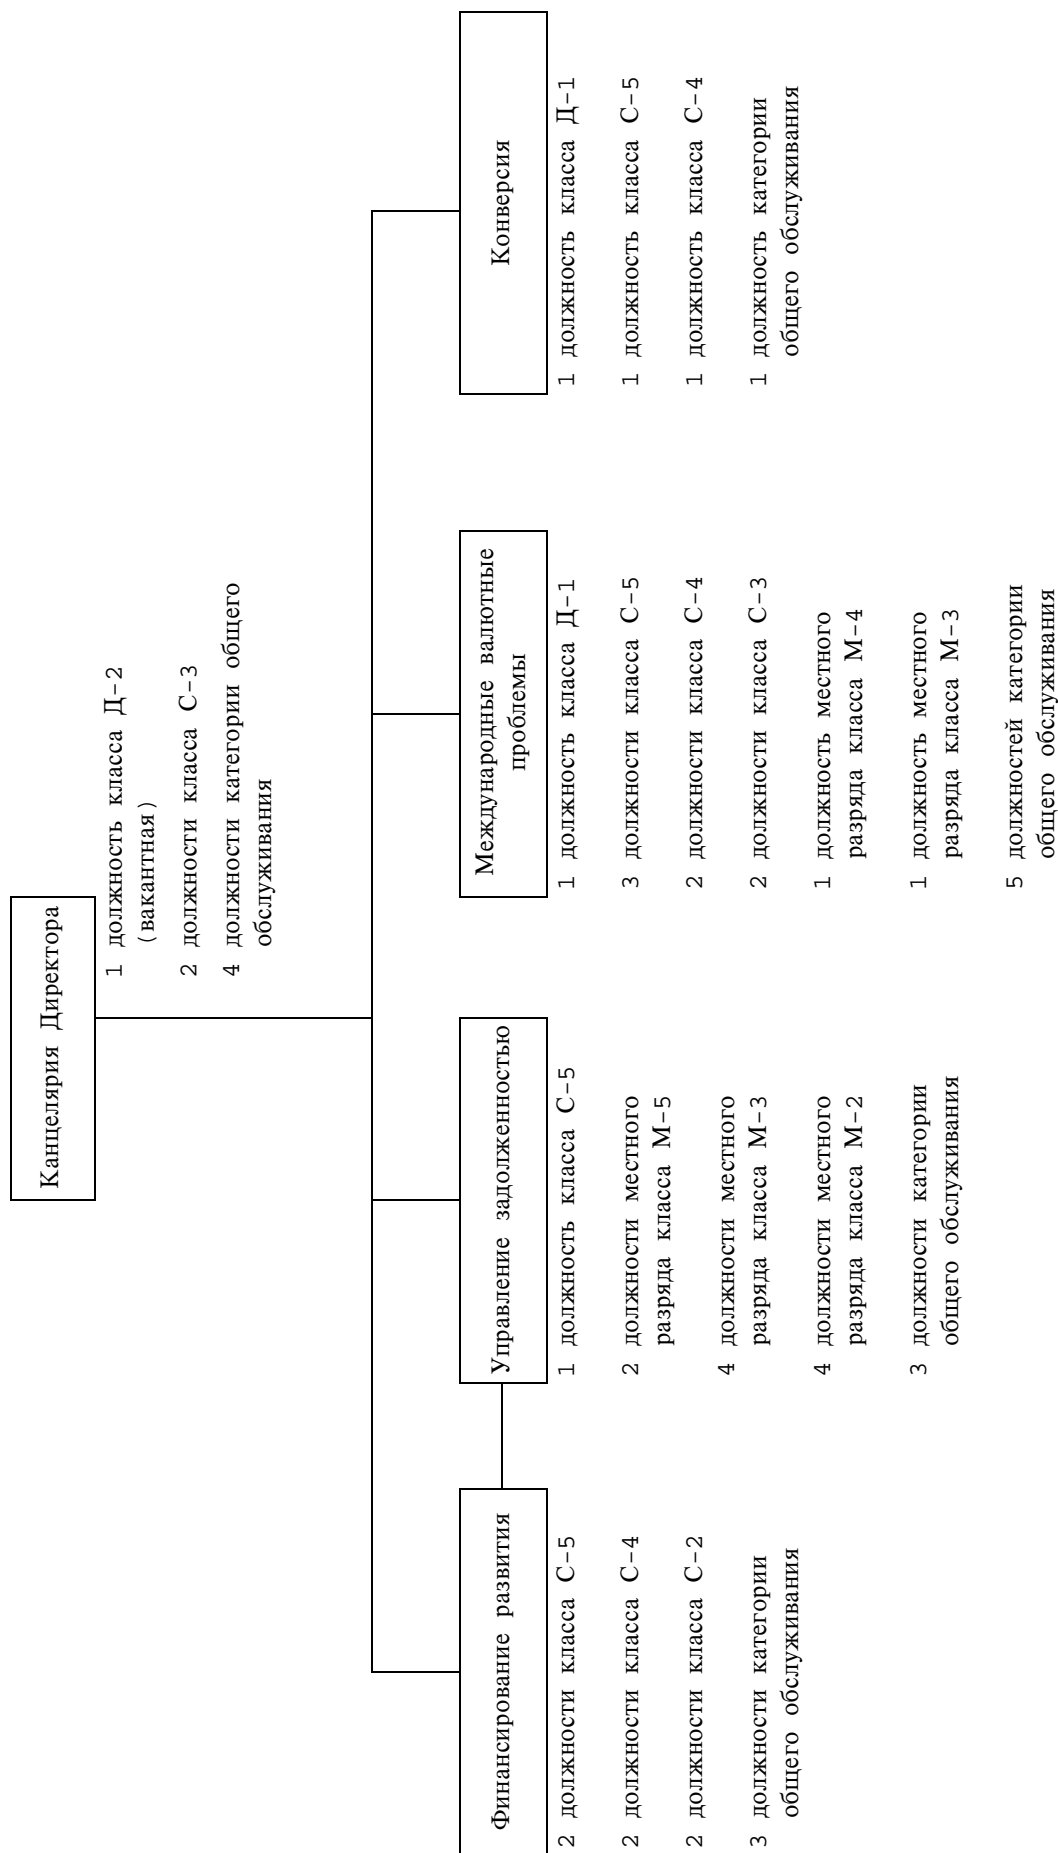 Канцелярия Директора
1 должность класса Д-2
(вакантная)
2 должности класса С-3
4 должности категории общего
обслуживания
Финансирование развития
2 должности класса С-5
2 должности класса С-4
2 должности класса С-2
3 должности категории
общего обслуживания
Управление задолженностью
1 должность класса С-5
2 должности местного
разряда класса М-5
4 должности местного
разряда класса М-3
4 должности местного
разряда класса М-2
3 должности категории
общего обслуживания
Международные валютные
проблемы
1 должность класса Д-1
3 должности класса С-5
2 должности класса С-4
2 должности класса С-3
1 должность местного
разряда класса М-4
1 должность местного
разряда класса М-3
5 должностей категории
общего обслуживания
Конверсия
1 должность класса Д-1
1 должность класса С-5
1 должность класса С-4
1 должность категории
общего обслуживания